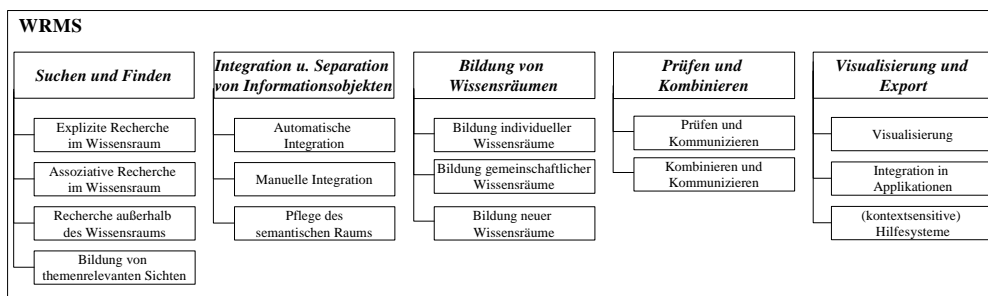 WRMS
Suchen und Finden
Explizite Recherche
im Wissensraum
Assoziative Recherche
im Wissensraum
Recherche außerhalb
des Wissensraums
Bildung von
themenrelevanten Sichten
Integration u. Separation
von Informationsobjekten
Automatische
Integration
Manuelle Integration
Pflege des
semantischen Raums
Bildung von
Wissensräumen
Bildung individueller
Wissensräume
Bildung gemeinschaftlicher
Wissensräume
Bildung neuer
Wissensräume
Prüfen und
Kombinieren
Prüfen und
Kommunizieren
Kombinieren und
Kommunizieren
Visualisierung und
Export
Visualisierung
Integration in
Applikationen
(kontextsensitive)
Hilfesysteme